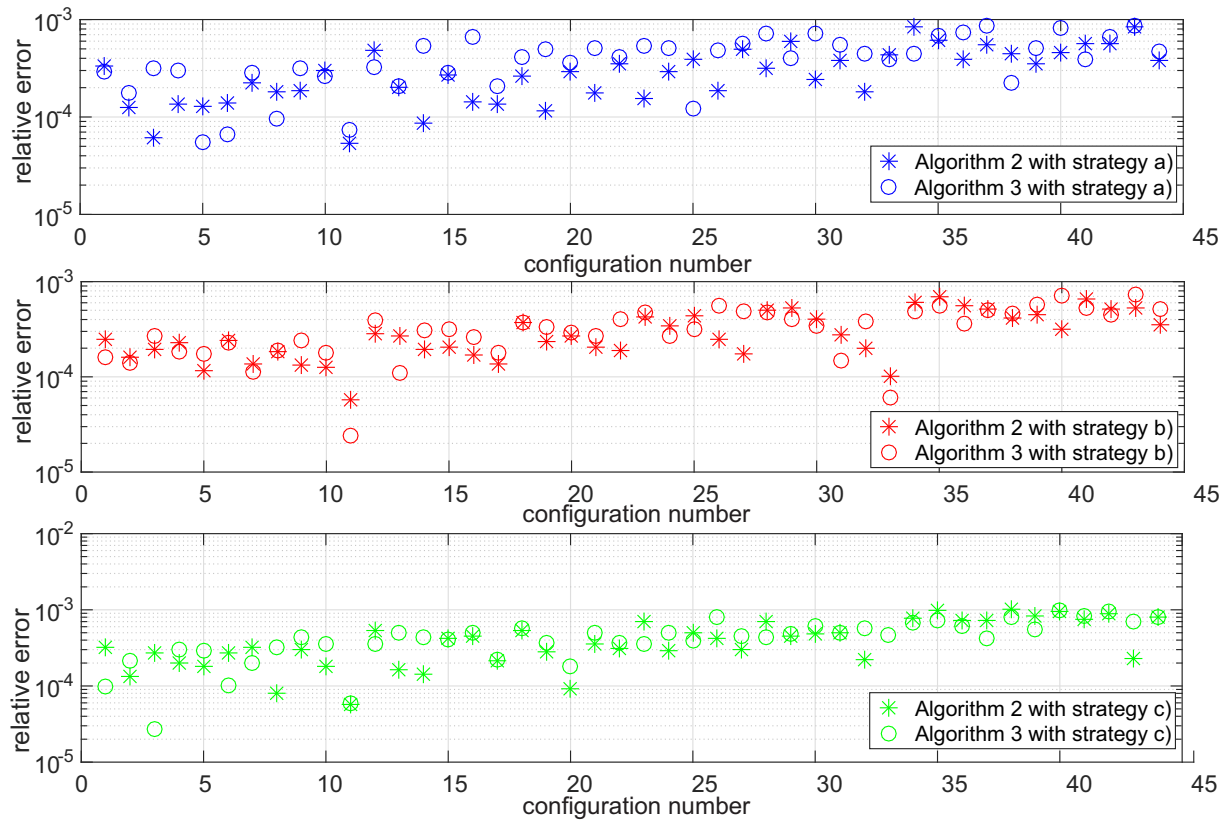 10^-3
10^-4
10^-5
relative error
Algorithm 2 with strategy a)
Algorithm 3 with strategy a)
0 5 10 15 20 25 30 35 40 45
configuration number
10^-3
10^-4
10^-5
relative error
Algorithm 2 with strategy b)
Algorithm 3 with strategy b)
0 5 10 15 20 25 30 35 40 45
configuration number
10^-2
10^-3
10^-4
10^-5
relative error
Algorithm 2 with strategy c)
Algorithm 3 with strategy c)
0 5 10 15 20 25 30 35 40 45
configuration number